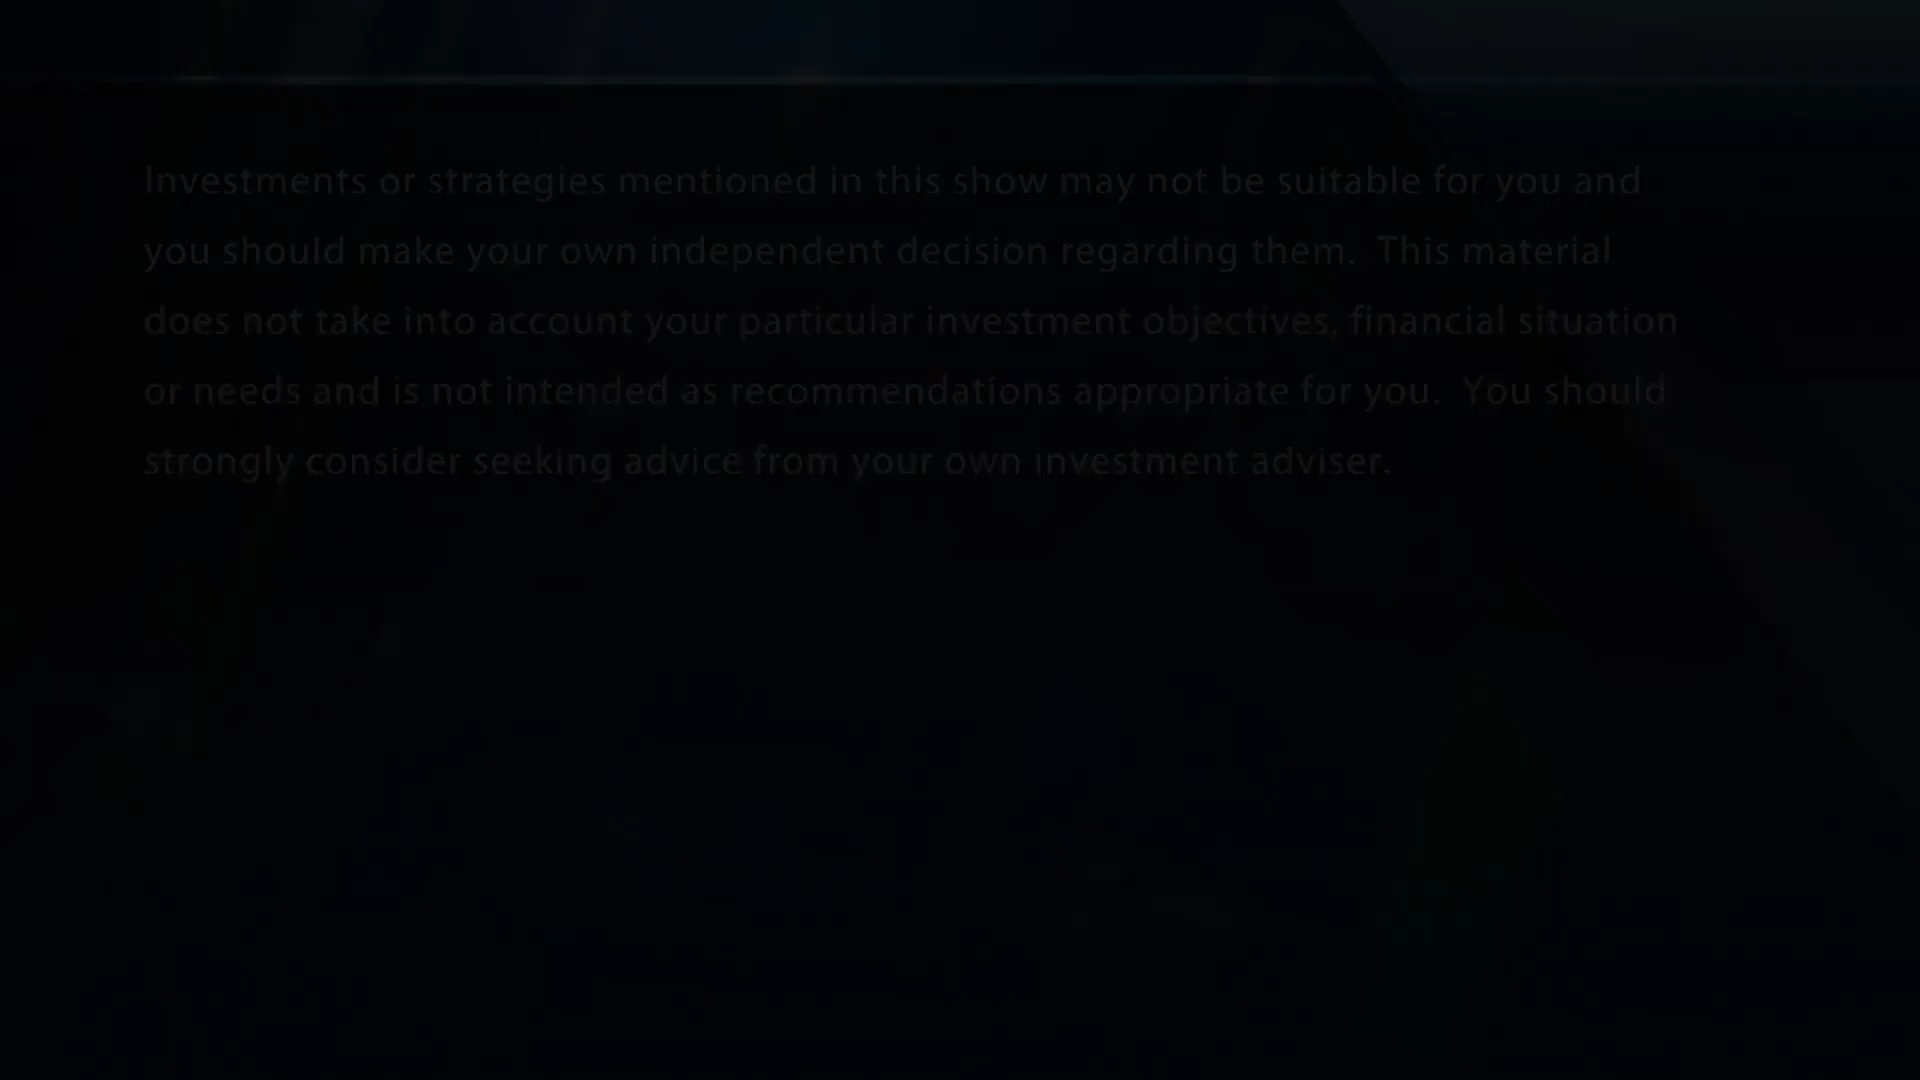 Investments or strategies mentioned in this show may not be suitable for you and
you should make your own independent decision regarding them.  This material
does not take into account your particular investment objectives, financial situation
or needs and is not intended as recommendations appropriate for you.  You should
strongly consider seeking advice from your own investment adviser.